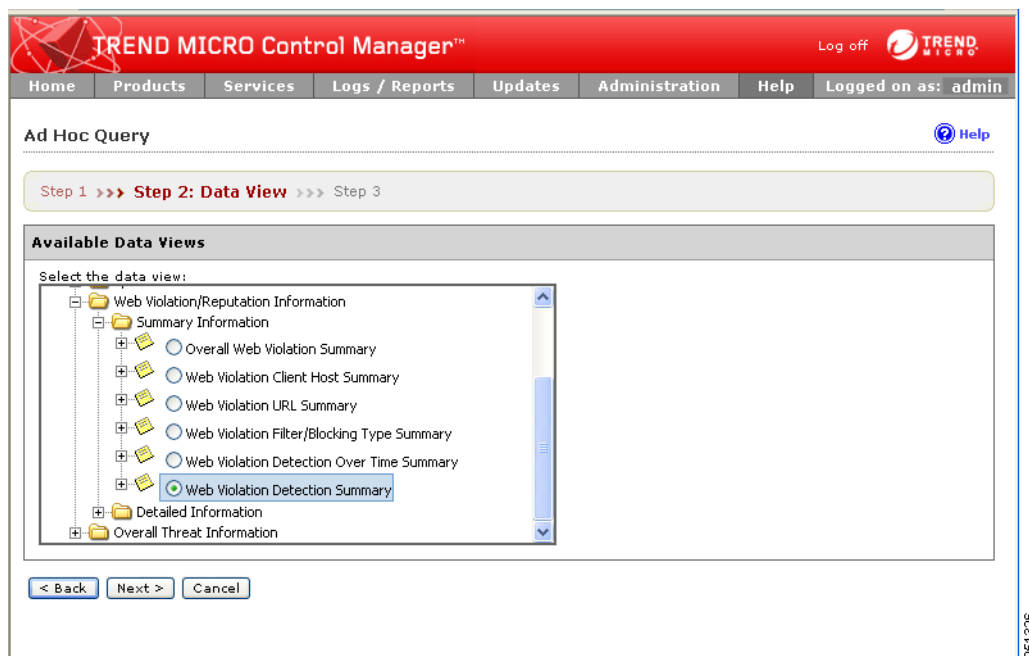 TREND MICRO Control Manager™
Log off
TREND MICRO
Home Products Services Logs / Reports Updates Administration Help Logged on as: admin
Ad Hoc Query
Help
Step 1 >>> Step 2: Data View >>> Step 3
Available Data Views
Select the data view:
Web Violation/Reputation Information
Summary Information
Overall Web Violation Summary
Web Violation Client Host Summary
Web Violation URL Summary
Web Violation Filter/Blocking Type Summary
Web Violation Detection Over Time Summary
Web Violation Detection Summary
Detailed Information
Overall Threat Information
< Back Next > Cancel